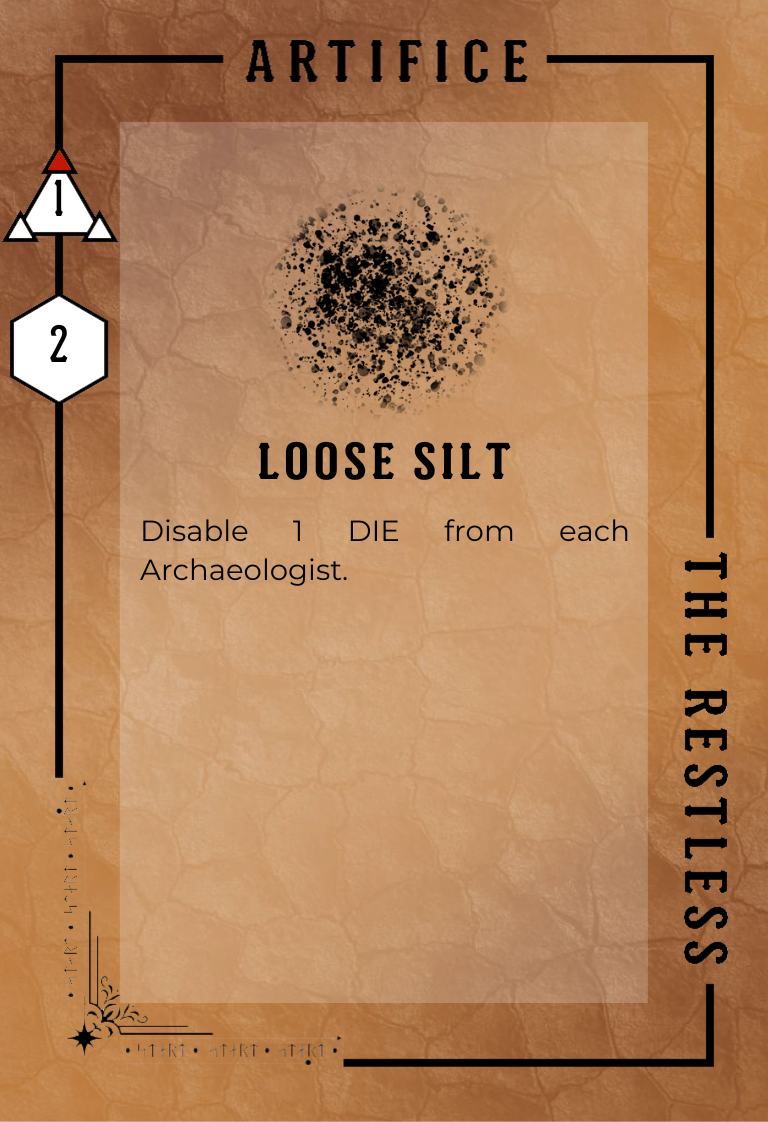 ARTIFICE
1
2
LOOSE SILT
Disable 1 DIE from each
Archaeologist.
THE RESTLESS